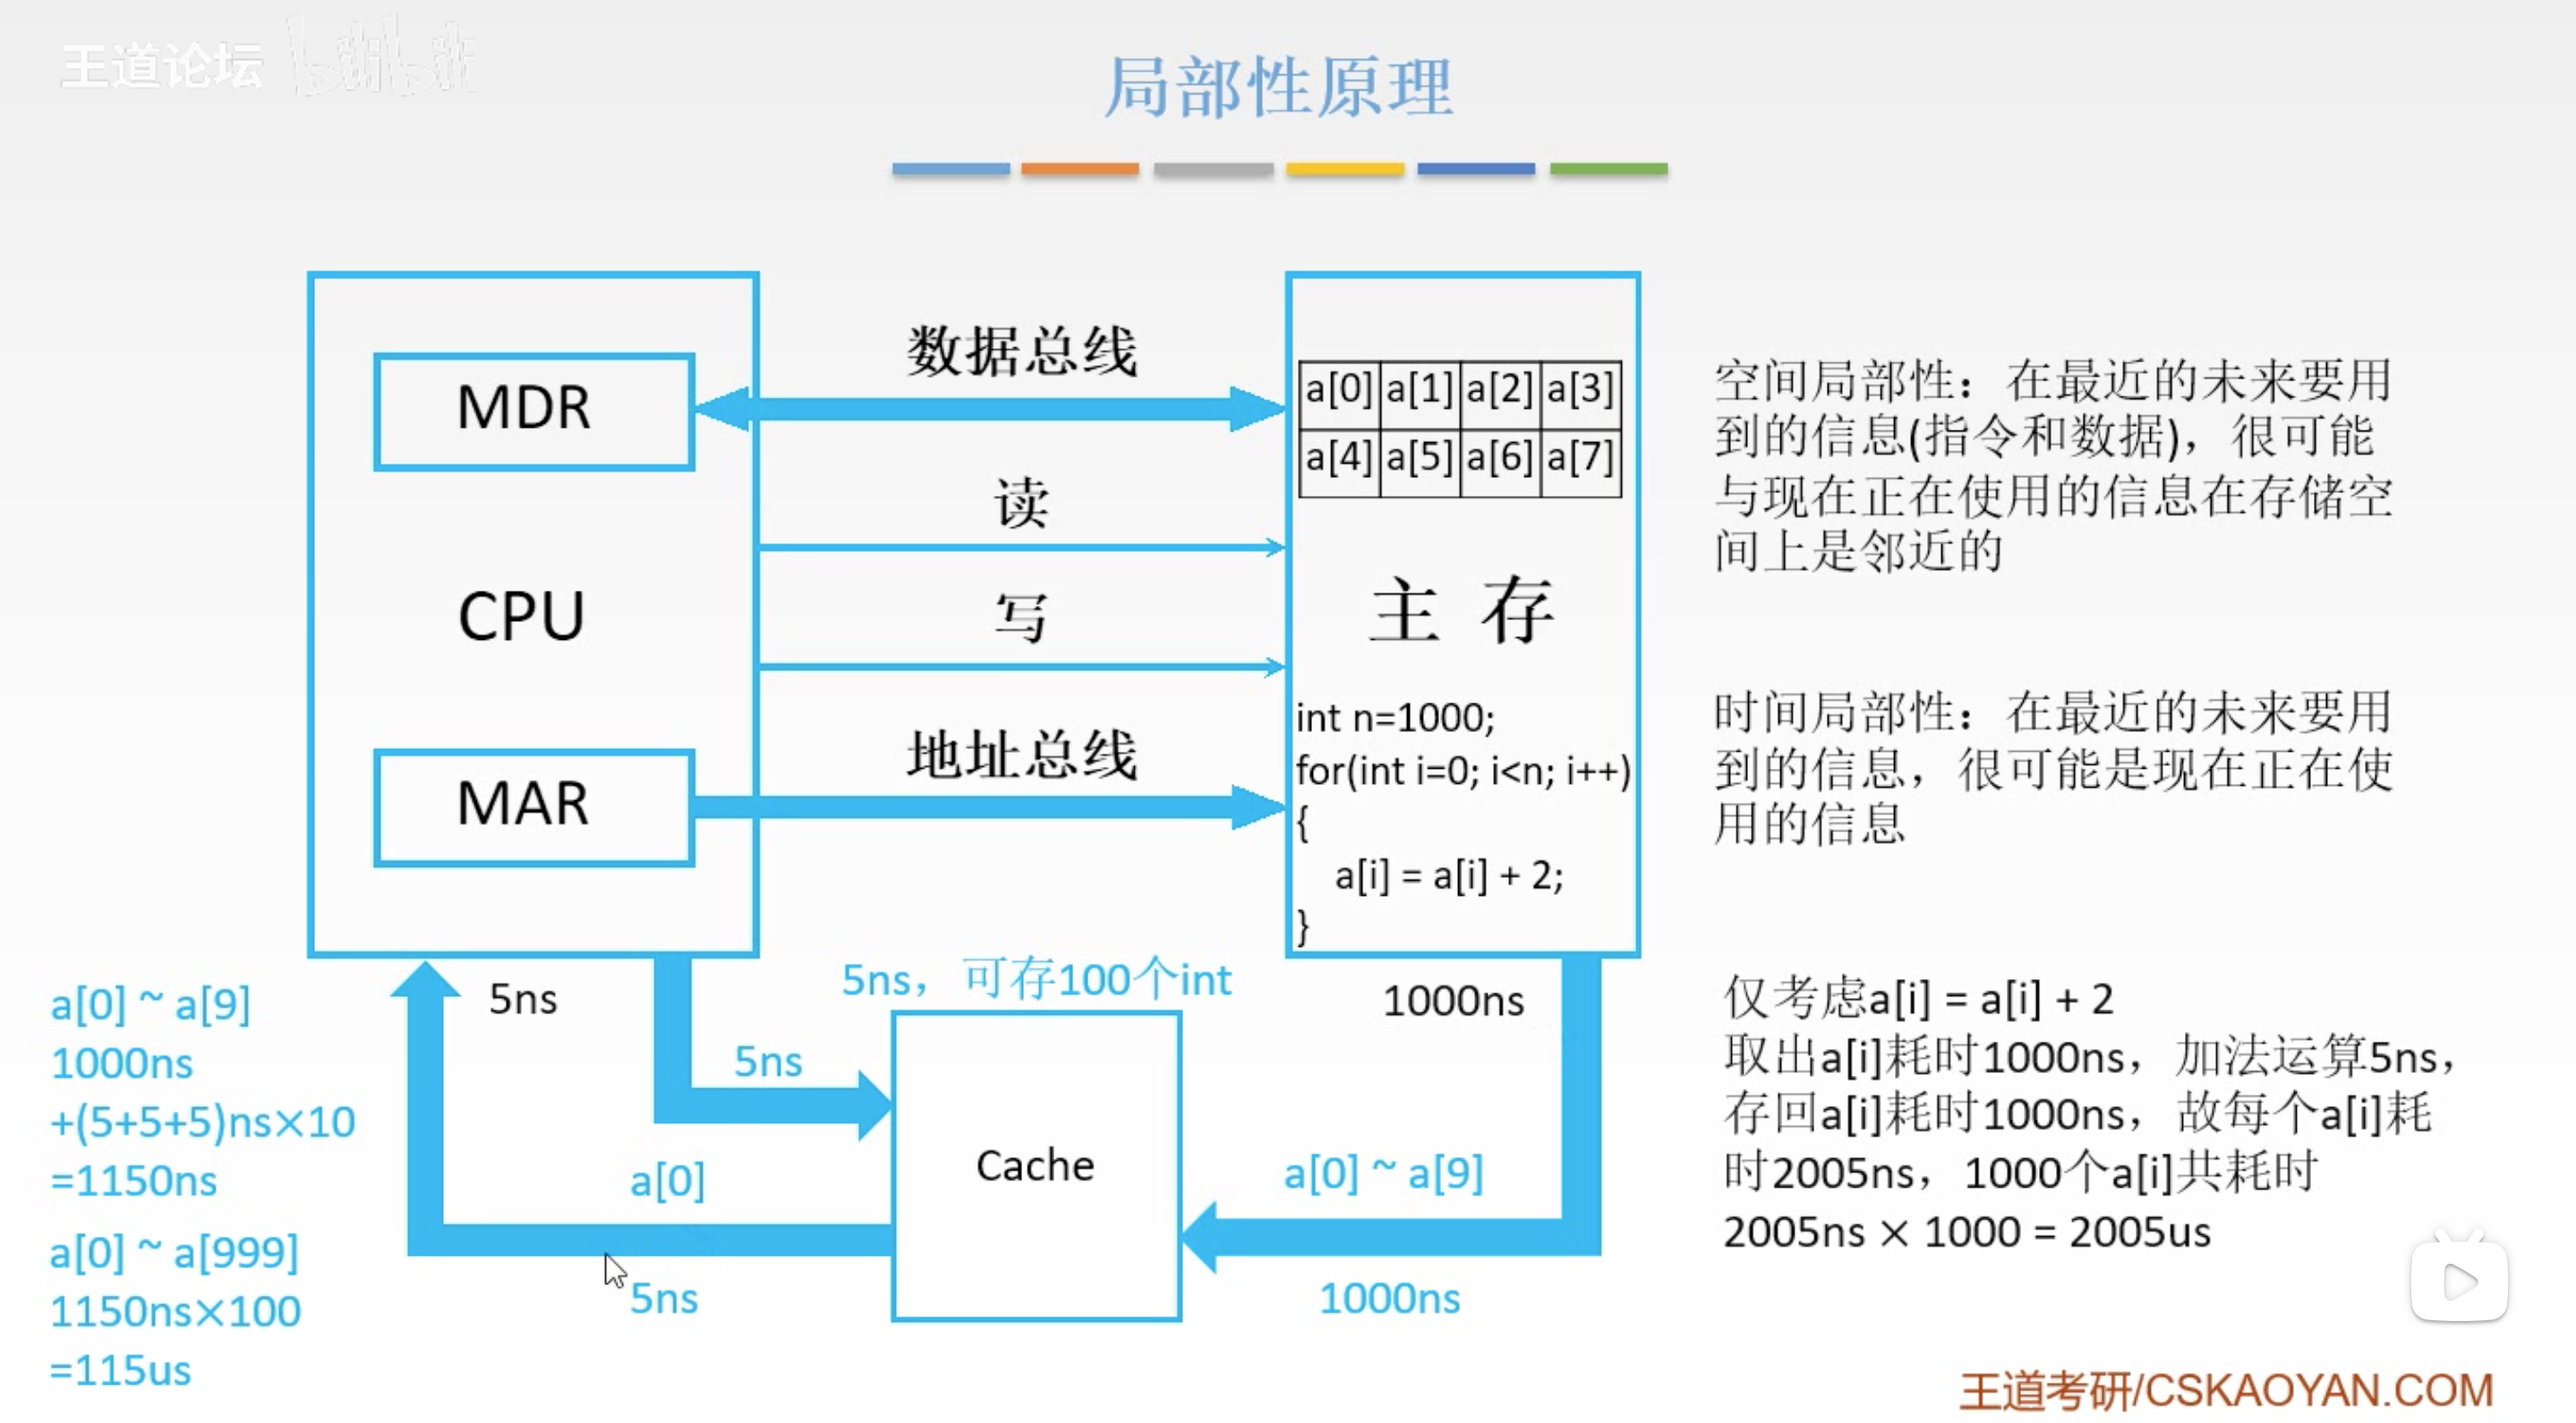 王道论坛 bilibili
局部性原理
数据总线
MDR
读
CPU
写
地址总线
MAR
a[0] a[1] a[2] a[3]
a[4] a[5] a[6] a[7]
主 存
int n=1000;
for(int i=0; i<n; i++)
{
a[i] = a[i] + 2;
}
空间局部性：在最近的未来要用
到的信息(指令和数据)，很可能
与现在正在使用的信息在存储空
间上是邻近的
时间局部性：在最近的未来要用
到的信息，很可能是现在正在使
用的信息
仅考虑a[i] = a[i] + 2
取出a[i]耗时1000ns，加法运算5ns，
存回a[i]耗时1000ns，故每个a[i]耗
时2005ns，1000个a[i]共耗时
2005ns × 1000 = 2005us
a[0] ~ a[9]
1000ns
+(5+5+5)ns×10
=1150ns
a[0] ~ a[999]
1150ns×100
=115us
5ns
5ns
a[0]
5ns
5ns，可存100个int
Cache
1000ns
a[0] ~ a[9]
1000ns
王道考研/CSKAOYAN.COM